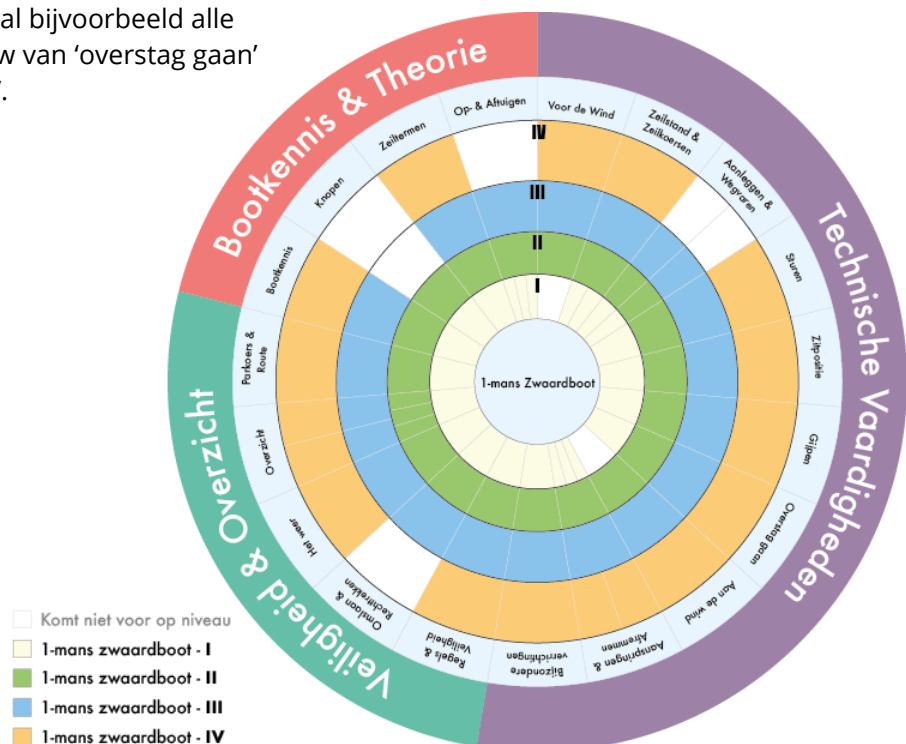 al bijvoorbeeld alle
w van ‘overstag gaan’
Bootkennis & Theorie
Technische Vaardigheden
Veiligheid & Overzicht
Op- & Aftuigen
Voor de Wind
Zeilstand &
Zeilkoersen
Aanleggen &
Wegvaren
Sturen
Zitpositie
Gijpen
Overstag gaan
Aan de wind
Aanspringen &
Afremmen
Bijzondere
verrichtingen
Regels &
Veiligheid
Omslaan &
Rechttrekken
Het weer
Overzicht
Parkoers &
Route
Bootkennis
Knopen
Zeiltermen
IV
III
II
I
1-mans Zwaardboot
Komt niet voor op niveau
1-mans zwaardboot - I
1-mans zwaardboot - II
1-mans zwaardboot - III
1-mans zwaardboot - IV